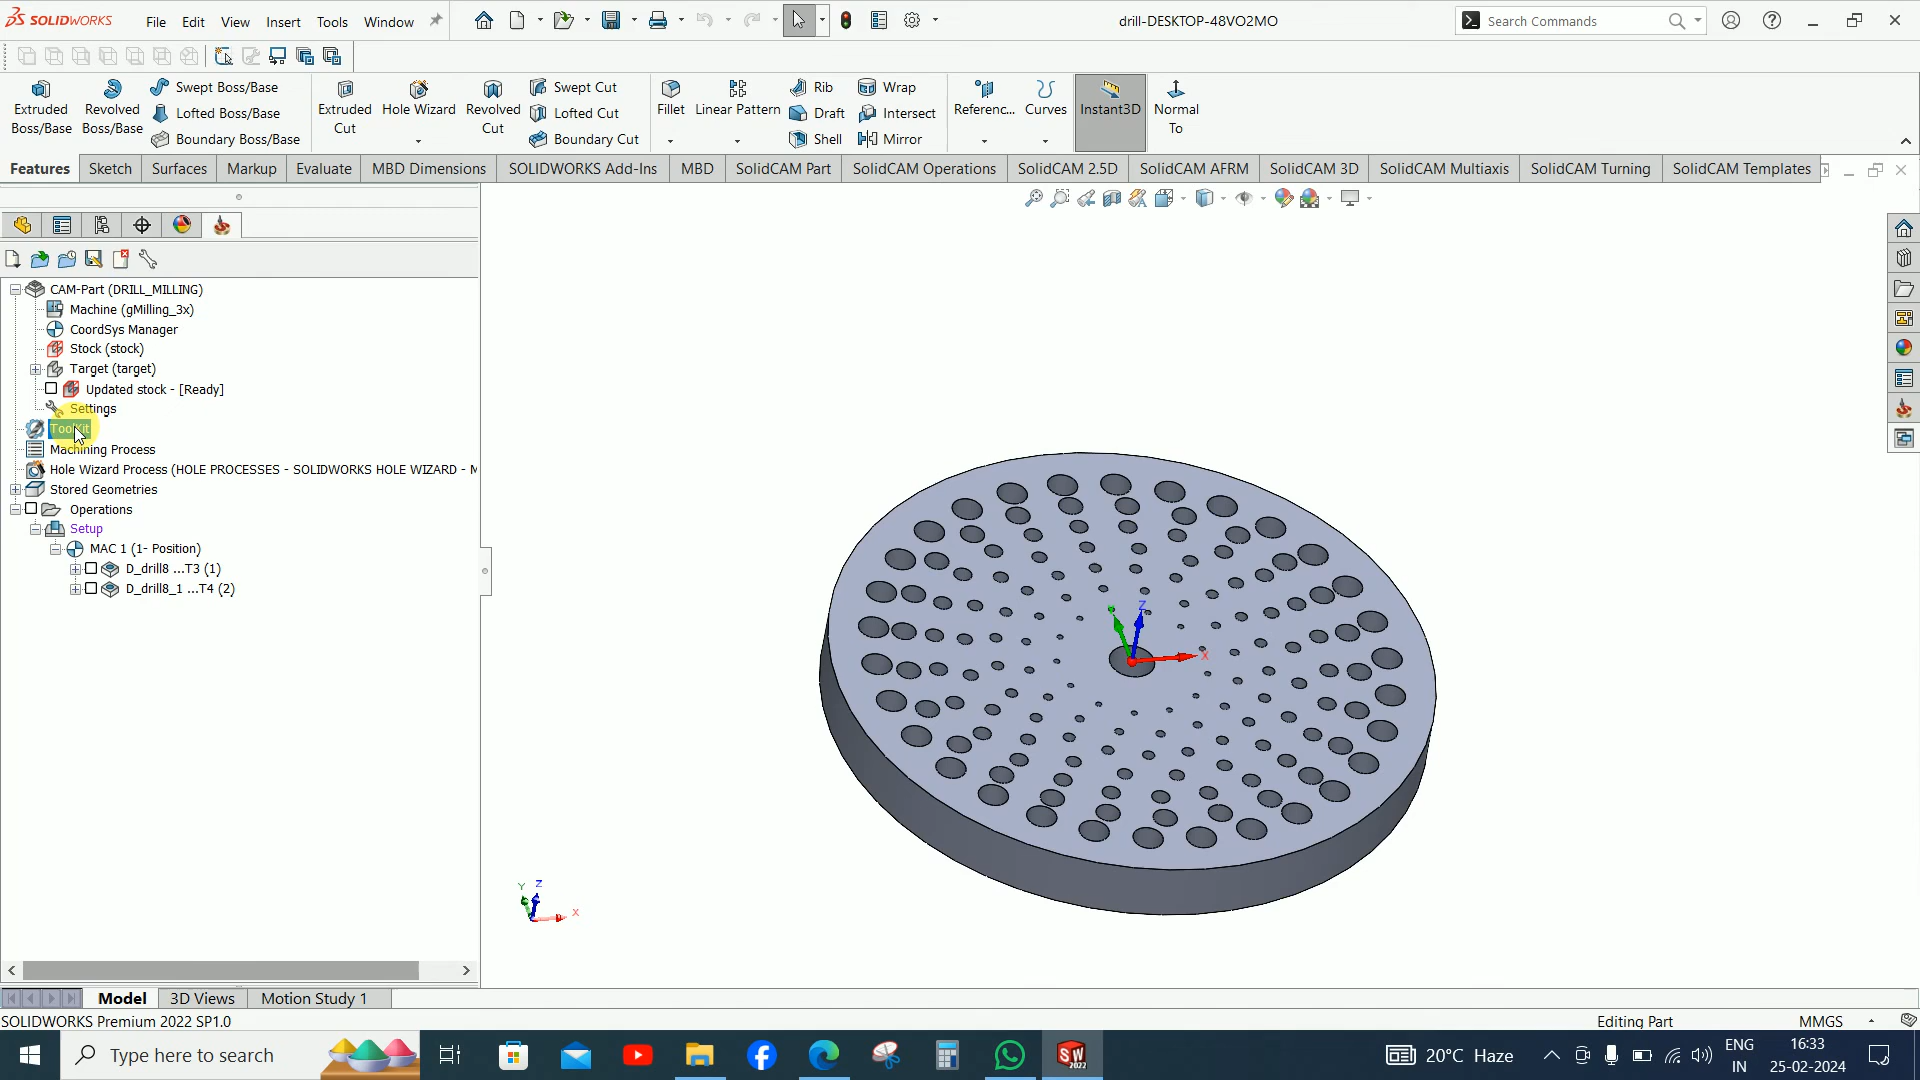 SOLIDWORKS
File Edit View Insert Tools Window
drill-DESKTOP-48VO2MO
Search Commands
Extruded Boss/Base
Revolved Boss/Base
Swept Boss/Base
Lofted Boss/Base
Boundary Boss/Base
Extruded Cut
Hole Wizard
Revolved Cut
Swept Cut
Lofted Cut
Boundary Cut
Fillet
Linear Pattern
Rib
Draft
Shell
Wrap
Intersect
Mirror
Referenc...
Curves
Instant3D
Normal To
Features Sketch Surfaces Markup Evaluate MBD Dimensions SOLIDWORKS Add-Ins MBD SolidCAM Part SolidCAM Operations SolidCAM 2.5D SolidCAM AFRM SolidCAM 3D SolidCAM Multiaxis SolidCAM Turning SolidCAM Templates
CAM-Part (DRILL_MILLING)
Machine (gMilling_3x)
CoordSys Manager
Stock (stock)
Target (target)
Updated stock - [Ready]
Settings
ToolKit
Machining Process
Hole Wizard Process (HOLE PROCESSES - SOLIDWORKS HOLE WIZARD - M
Stored Geometries
Operations
Setup
MAC 1 (1- Position)
D_drill8 ...T3 (1)
D_drill8_1 ...T4 (2)
Z
X
Y Z
X
Model 3D Views Motion Study 1
SOLIDWORKS Premium 2022 SP1.0
Editing Part
MMGS
Type here to search
SW
2022
20°C Haze
ENG
IN
16:33
25-02-2024